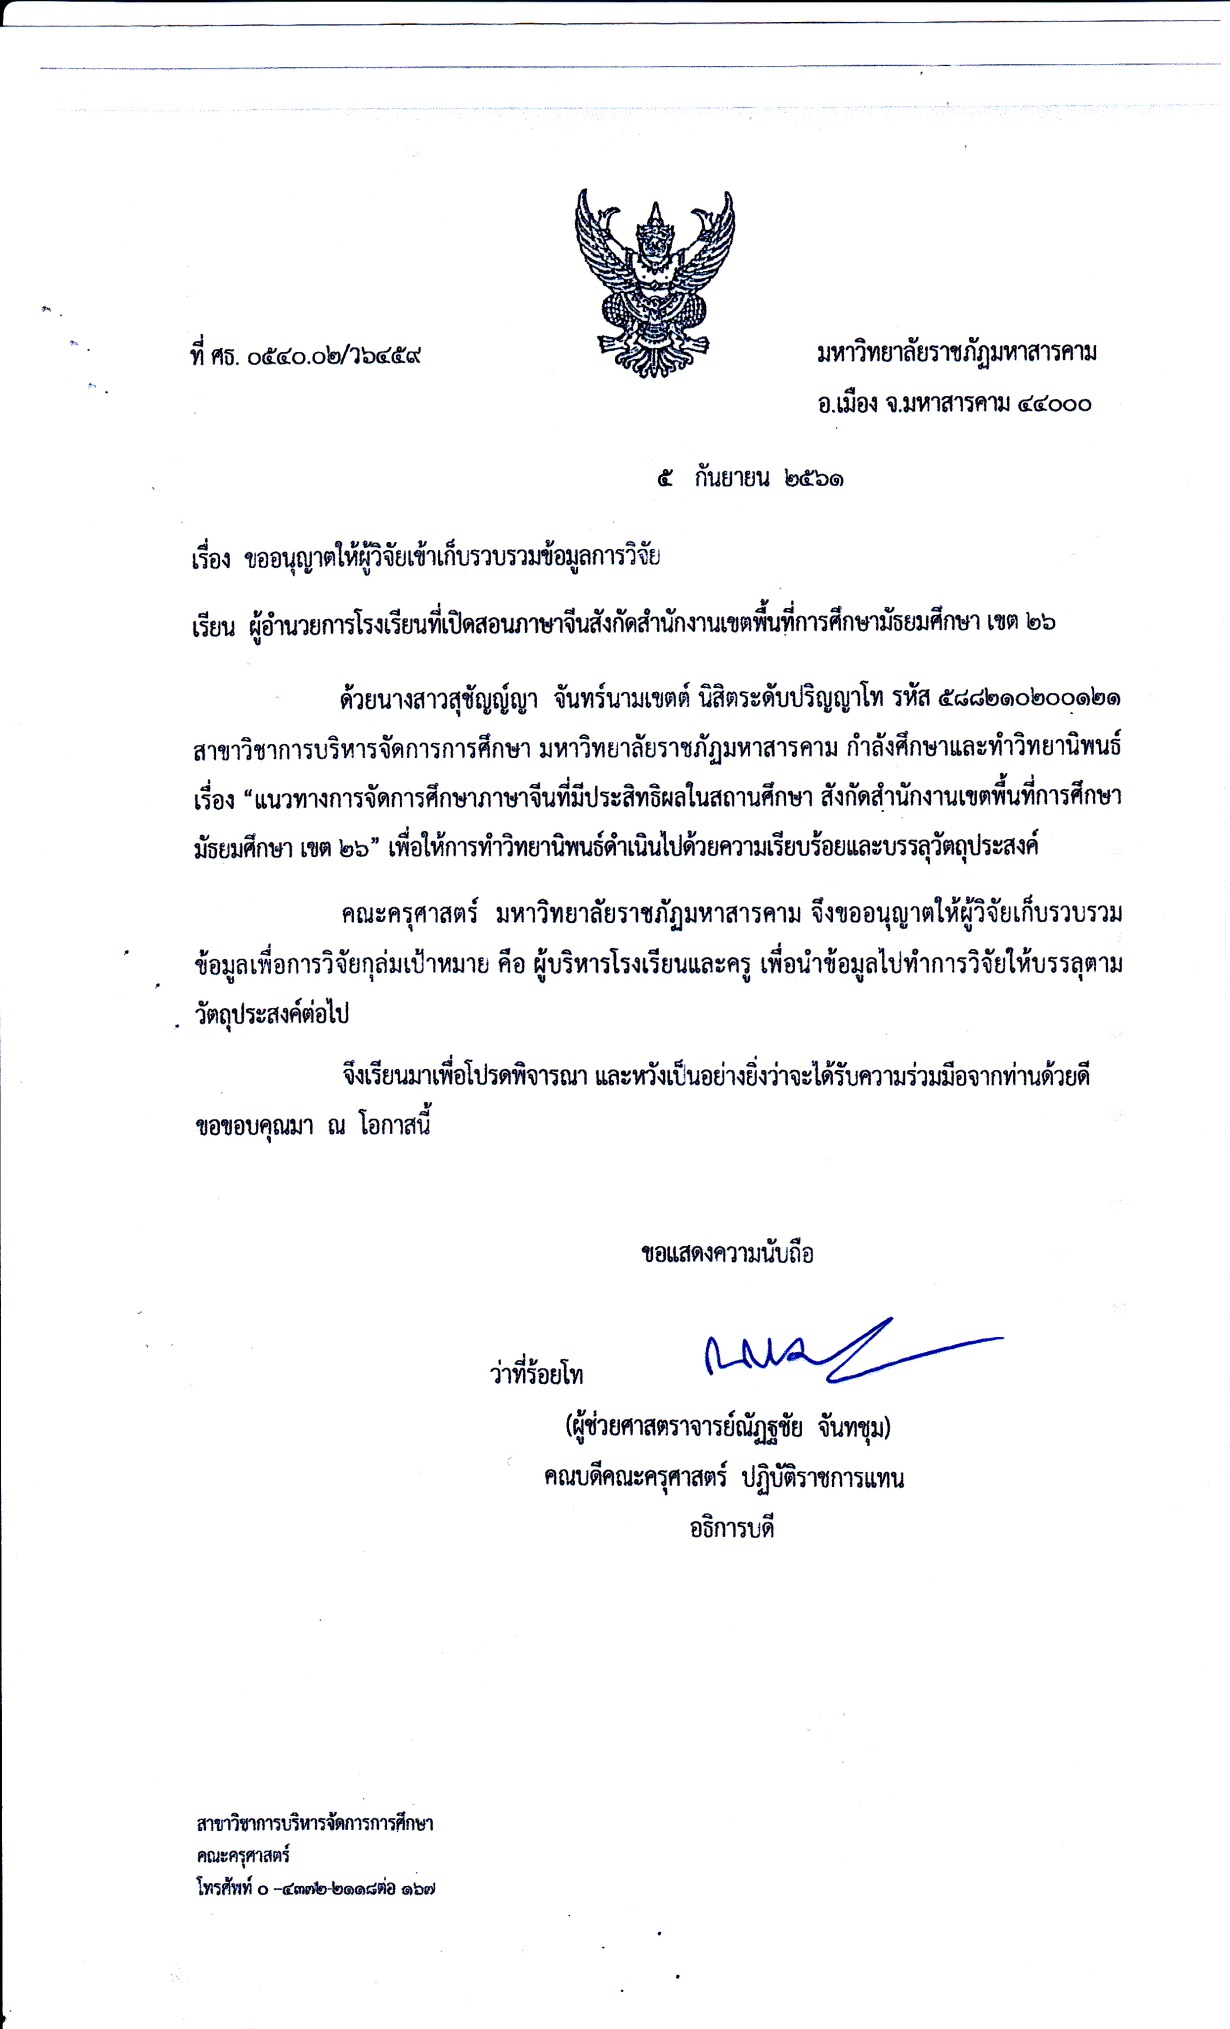 ที่ ศธ. ๐๕๔๐.๐๒/ว๖๔๕๙
มหาวิทยาลัยราชภัฏมหาสารคาม
อ.เมือง จ.มหาสารคาม ๔๔๐๐๐
๕ กันยายน ๒๕๖๑
เรื่อง ขออนุญาตให้ผู้วิจัยเข้าเก็บรวบรวมข้อมูลการวิจัย
เรียน ผู้อำนวยการโรงเรียนที่เปิดสอนภาษาจีนสังกัดสำนักงานเขตพื้นที่การศึกษามัธยมศึกษา เขต ๒๖
ด้วยนางสาวสุชัญญ์ญา จันทร์นามเขตต์ นิสิตระดับปริญญาโท รหัส ๕๘๘๒๑๐๒๐๐๑๒๑
สาขาวิชาการบริหารจัดการการศึกษา มหาวิทยาลัยราชภัฏมหาสารคาม กำลังศึกษาและทำวิทยานิพนธ์
เรื่อง “แนวทางการจัดการศึกษาภาษาจีนที่มีประสิทธิผลในสถานศึกษา สังกัดสำนักงานเขตพื้นที่การศึกษา
มัธยมศึกษา เขต ๒๖” เพื่อให้การทำวิทยานิพนธ์ดำเนินไปด้วยความเรียบร้อยและบรรลุวัตถุประสงค์
คณะครุศาสตร์ มหาวิทยาลัยราชภัฏมหาสารคาม จึงขออนุญาตให้ผู้วิจัยเก็บรวบรวม
ข้อมูลเพื่อการวิจัยกลุ่มเป้าหมาย คือ ผู้บริหารโรงเรียนและครู เพื่อนำข้อมูลไปทำการวิจัยให้บรรลุตาม
วัตถุประสงค์ต่อไป
จึงเรียนมาเพื่อโปรดพิจารณา และหวังเป็นอย่างยิ่งว่าจะได้รับความร่วมมือจากท่านด้วยดี
ขอขอบคุณมา ณ โอกาสนี้
ขอแสดงความนับถือ
ว่าที่ร้อยโท
(ผู้ช่วยศาสตราจารย์ณัฏฐชัย จันทชุม)
คณบดีคณะครุศาสตร์ ปฏิบัติราชการแทน
อธิการบดี
สาขาวิชาการบริหารจัดการการศึกษา
คณะครุศาสตร์
โทรศัพท์ ๐ –๔๓๗๒-๒๑๑๘ต่อ ๑๖๗